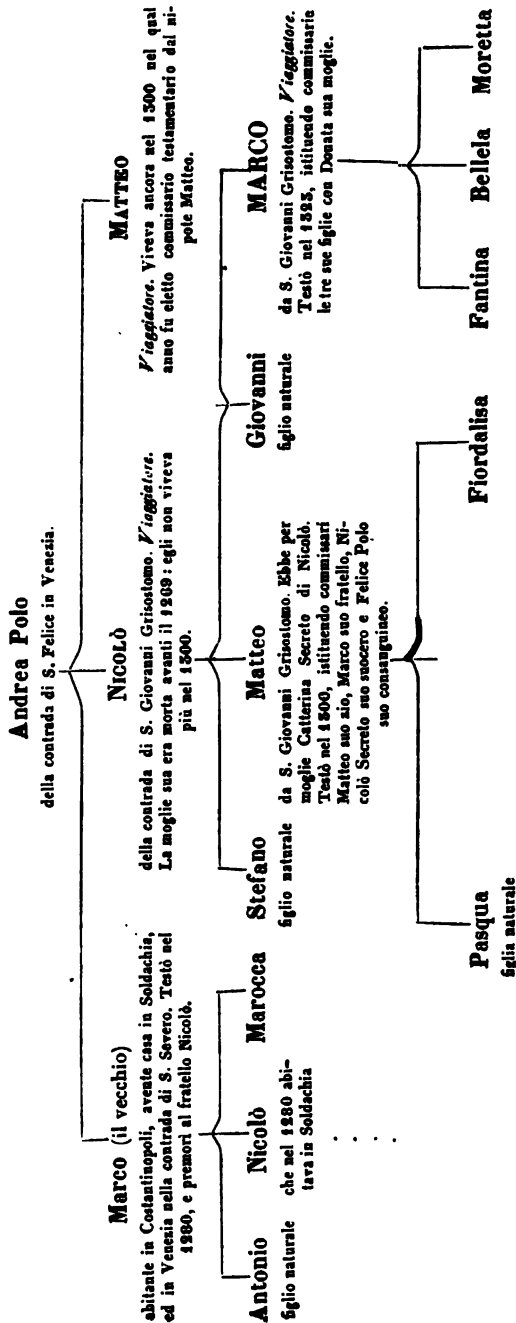 Andrea Polo
della contrada di S. Felice in Venezia.
Marco (il vecchio)
abitante in Costantinopoli, avente casa in Soldachia,
ed in Venezia nella contrada di S. Severo. Testò nel
1280, e premorì al fratello Nicolò.
NICOLÒ
della contrada di S. Giovanni Grisostomo. Viaggiatore.
La moglie sua era morta avanti il 1269: egli non viveva
più nel 1300.
MATTEO
Viaggiatore. Viveva ancora nel 1300 nel qual
anno fu eletto commissario testamentario dal ni-
pote Matteo.
Antonio
figlio naturale
Nicolò
che nel 1280 abi-
tava in Soldachia
Marocca
Stefano
figlio naturale
Matteo
da S. Giovanni Grisostomo. Ebbe per
moglie Catterina Secreto di Nicolò.
Testò nel 1300, istituendo commissarî
Matteo suo zio, Marco suo fratello, Ni-
colò Secreto suo suocero e Felice Polo
suo consanguineo.
Giovanni
figlio naturale
MARCO
da S. Giovanni Grisostomo. Viaggiatore.
Testò nel 1323, istituendo commissarie
le tre sue figlie con Donata sua moglie.
. . . .
Pasqua
figlia naturale
Fiordalisa
Fantina
Bellela
Moretta